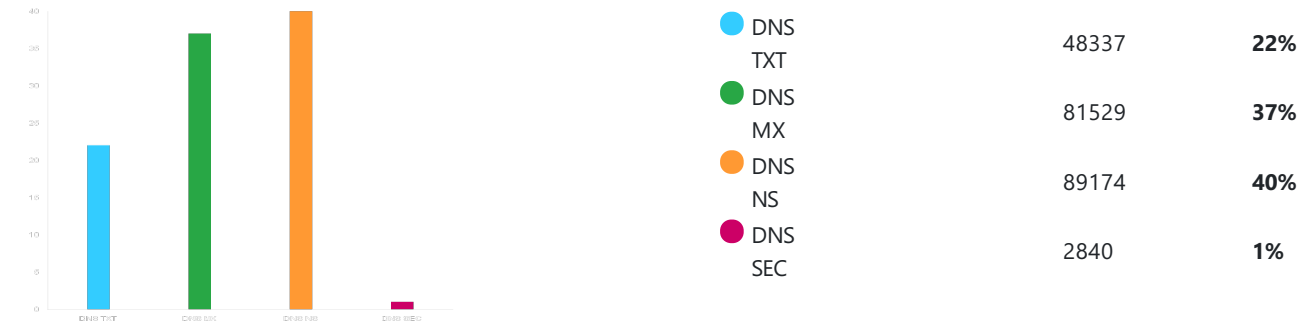 40
35
30
25
20
15
10
5
0
DNS TXT DNS MX DNS NS DNS SEC
DNS TXT 48337 22%
DNS MX 81529 37%
DNS NS 89174 40%
DNS SEC 2840 1%